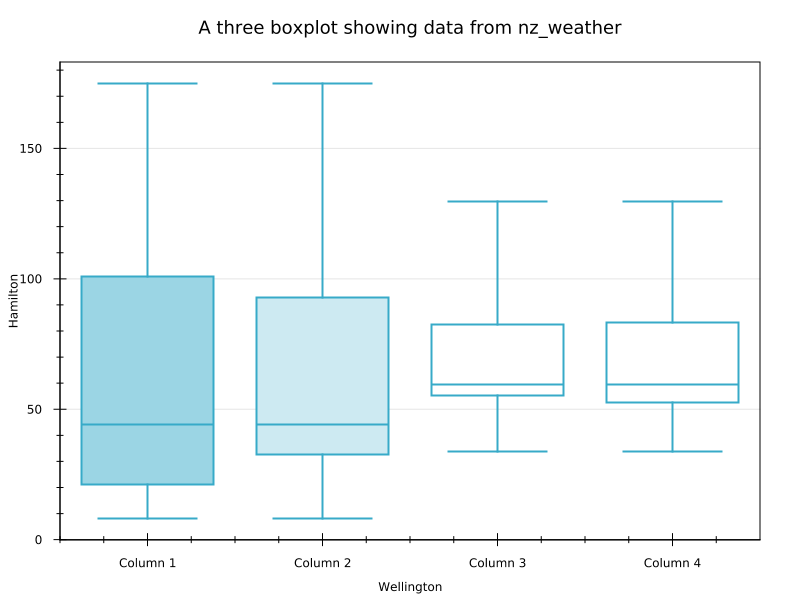 A three boxplot showing data from nz_weather
150
100
50
0
Hamilton
Column 1
Column 2
Column 3
Column 4
Wellington